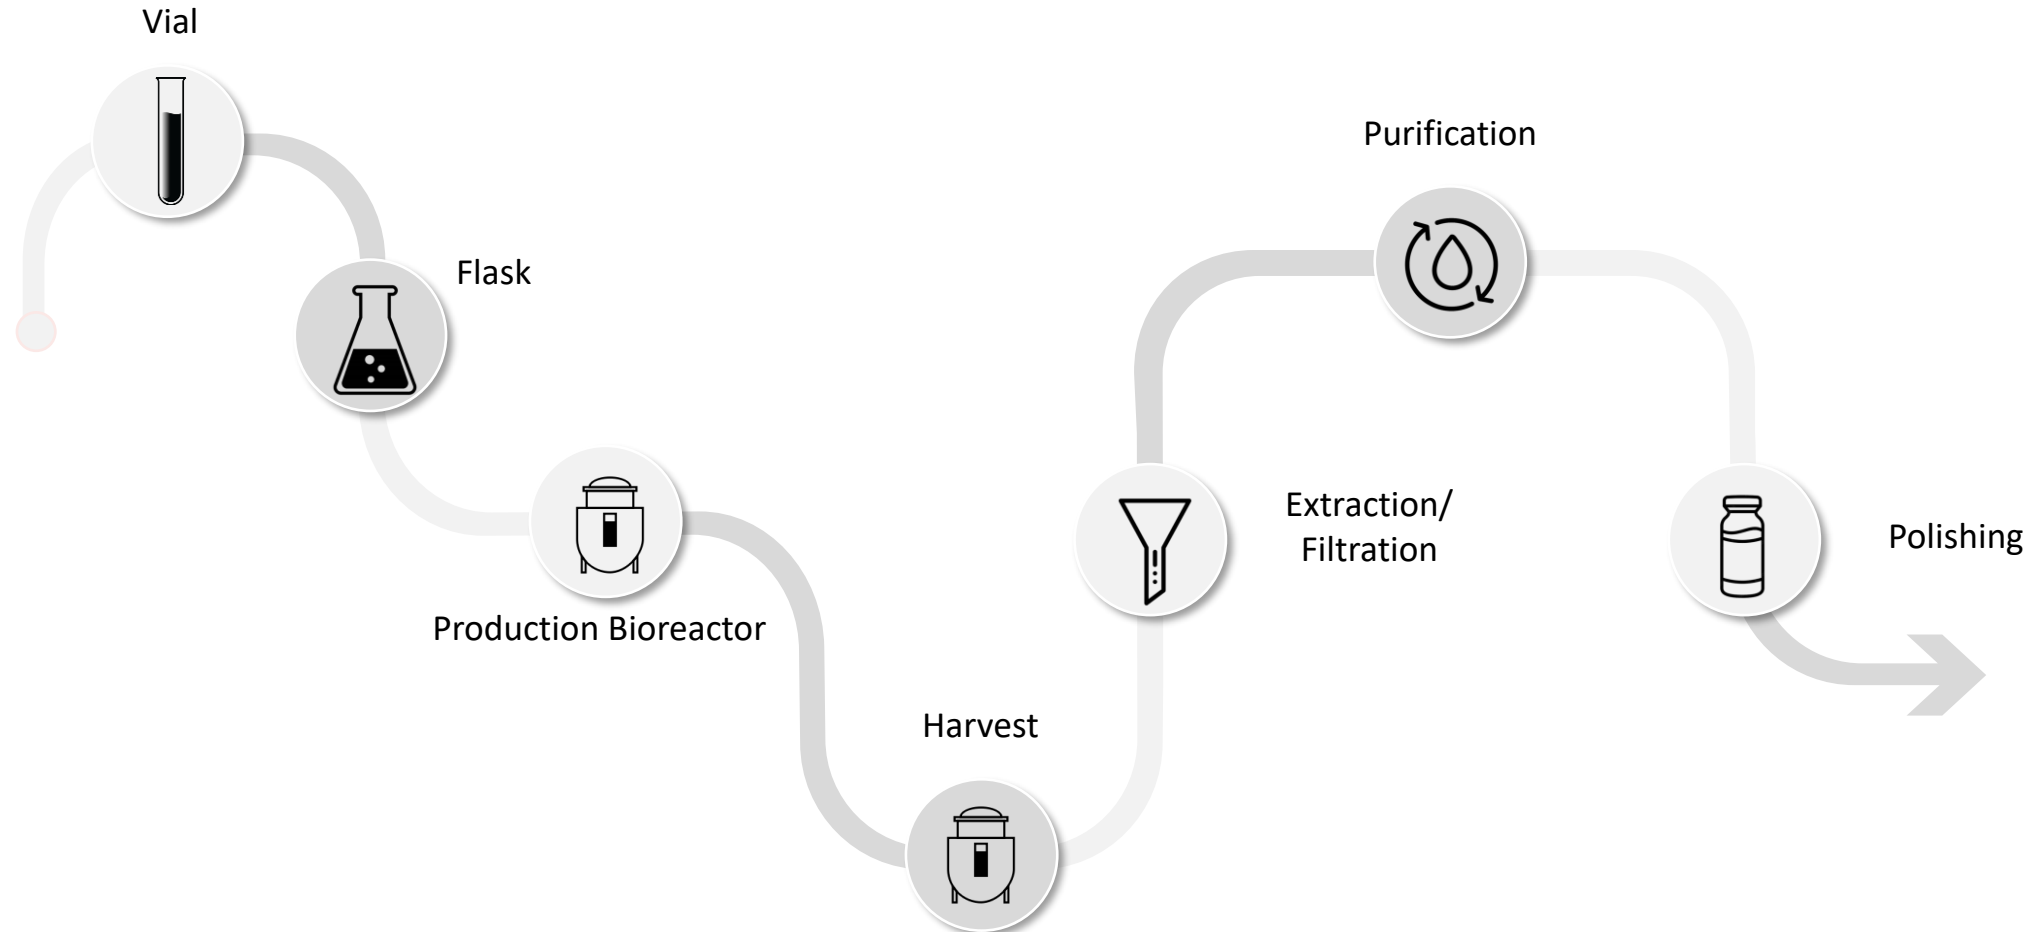 Vial
Flask
Production Bioreactor
Harvest
Extraction/
Filtration
Purification
Polishing